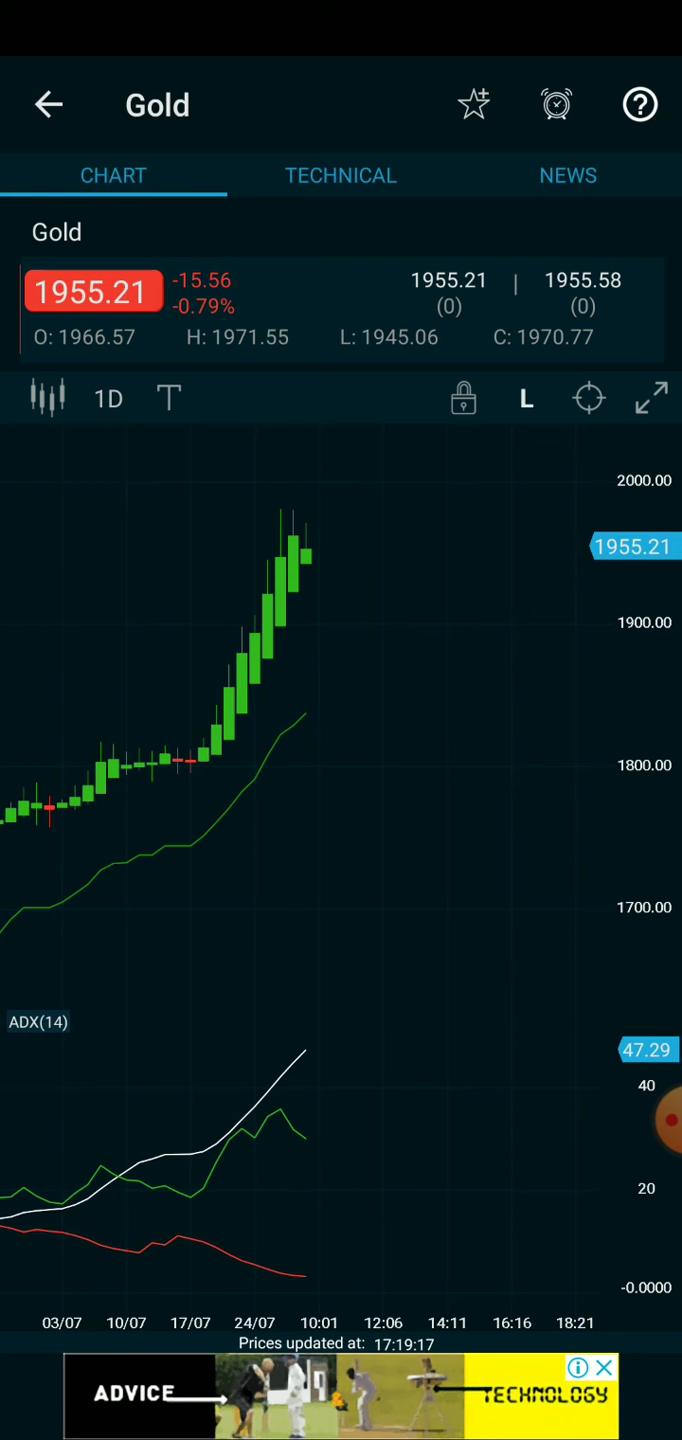 Gold
CHART TECHNICAL NEWS
Gold
1955.21 -15.56 -0.79% 1955.21 (0) | 1955.58 (0)
O: 1966.57 H: 1971.55 L: 1945.06 C: 1970.77
1D T L
2000.00
1955.21
1900.00
1800.00
1700.00
ADX(14)
47.29
40
20
-0.0000
03/07 10/07 17/07 24/07 10:01 12:06 14:11 16:16 18:21
Prices updated at: 17:19:17
ADVICE TECHNOLOGY